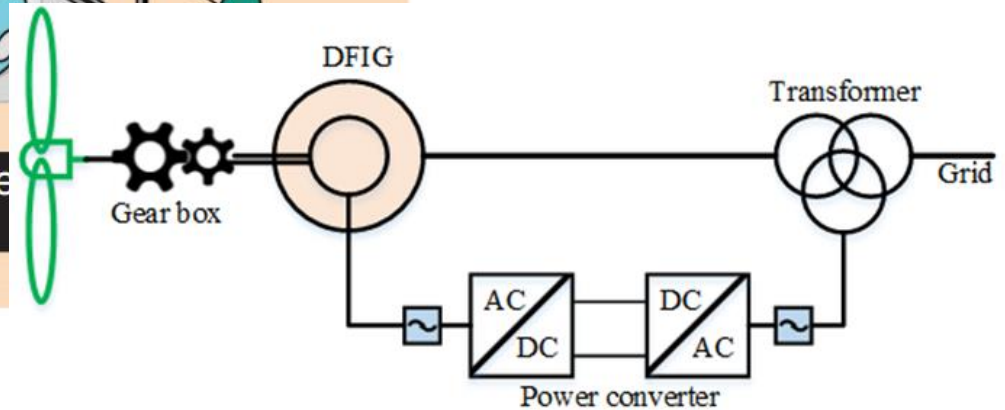 DFIG
Transformer
Grid
Gear box
AC
DC
DC
AC
Power converter